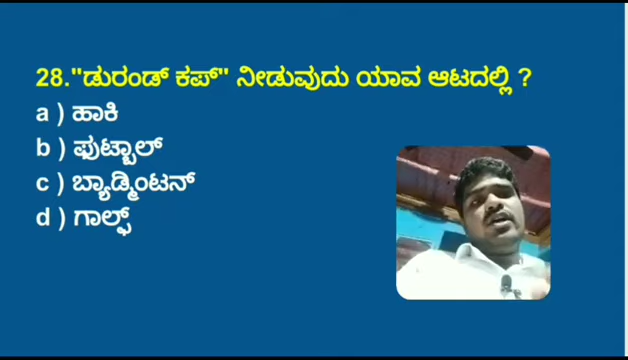 28."ಡುರಂಡ್ ಕಪ್" ನೀಡುವುದು ಯಾವ ಆಟದಲ್ಲಿ ?
a ) ಹಾಕಿ
b ) ಫುಟ್ಬಾಲ್
c ) ಬ್ಯಾಡ್ಮಿಂಟನ್
d ) ಗಾಲ್ಫ್